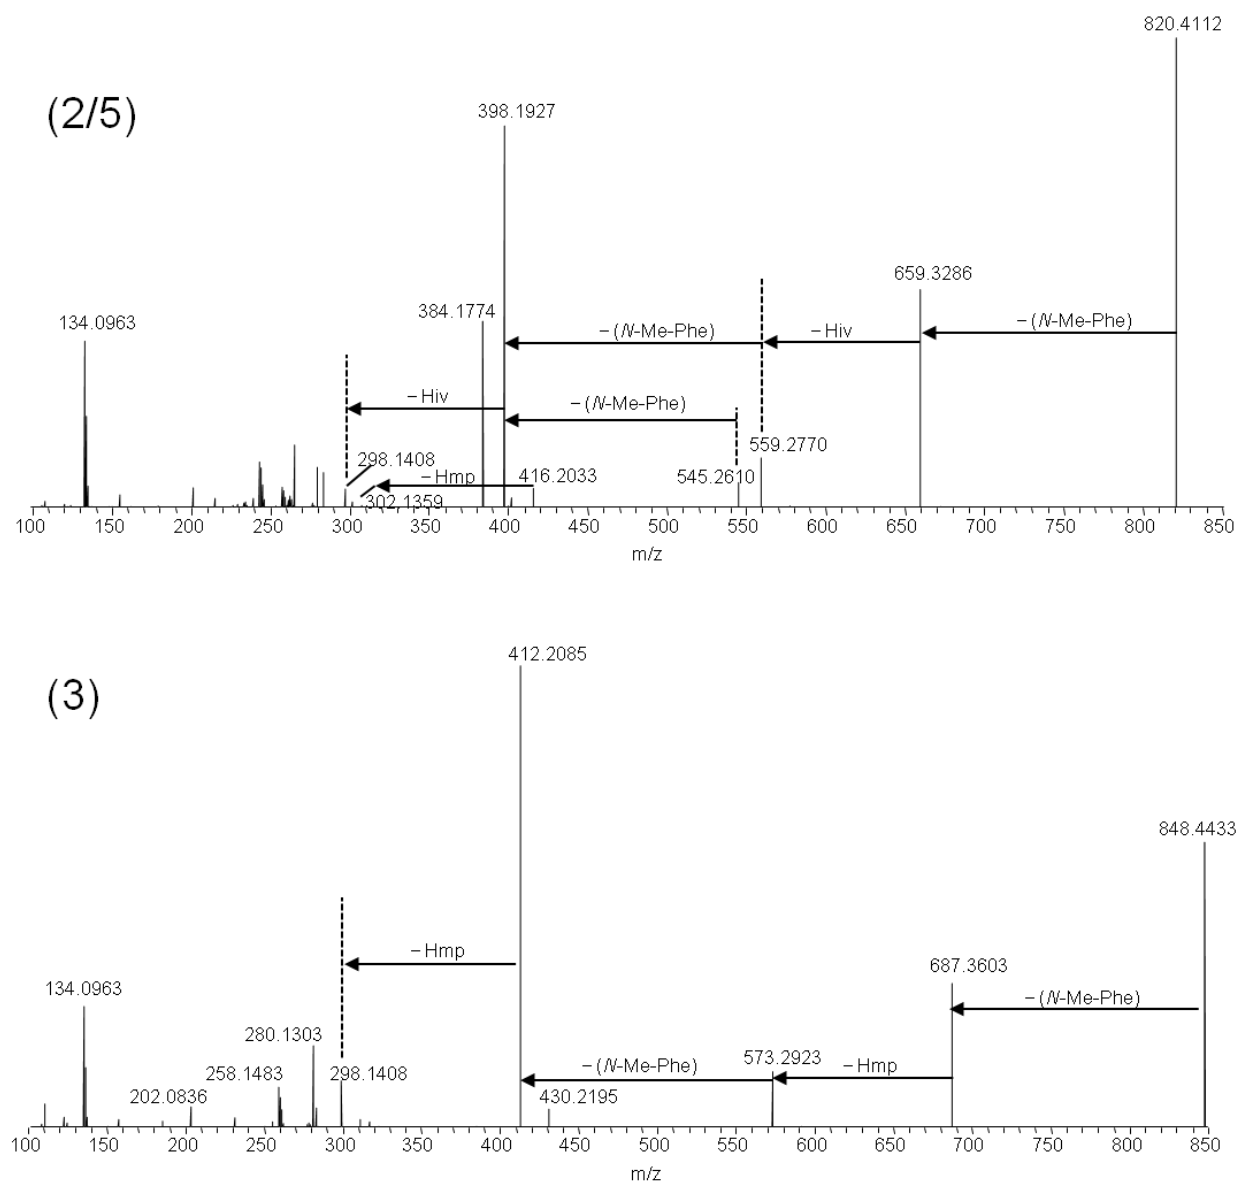 820.4112
(2/5)
398.1927
659.3286
134.0963
384.1774
– (N-Me-Phe)
– Hiv
– (N-Me-Phe)
– Hiv
– (N-Me-Phe)
559.2770
298.1408
– Hmp
416.2033
545.2610
302.1359
100 150 200 250 300 350 400 450 500 550 600 650 700 750 800 850
m/z
412.2085
(3)
848.4433
– Hmp
687.3603
134.0963
– (N-Me-Phe)
280.1303
573.2923
– (N-Me-Phe)
– Hmp
258.1483
298.1408
202.0836
430.2195
100 150 200 250 300 350 400 450 500 550 600 650 700 750 800 850
m/z